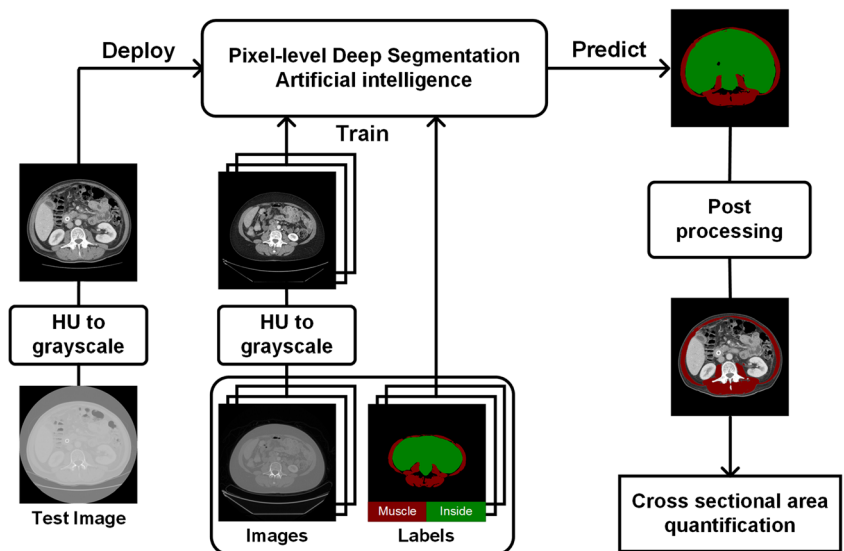 Deploy
Pixel-level Deep Segmentation
Artificial intelligence
Predict
Train
Post
processing
HU to
grayscale
HU to
grayscale
Muscle
Inside
Test Image
Images
Labels
Cross sectional area
quantification